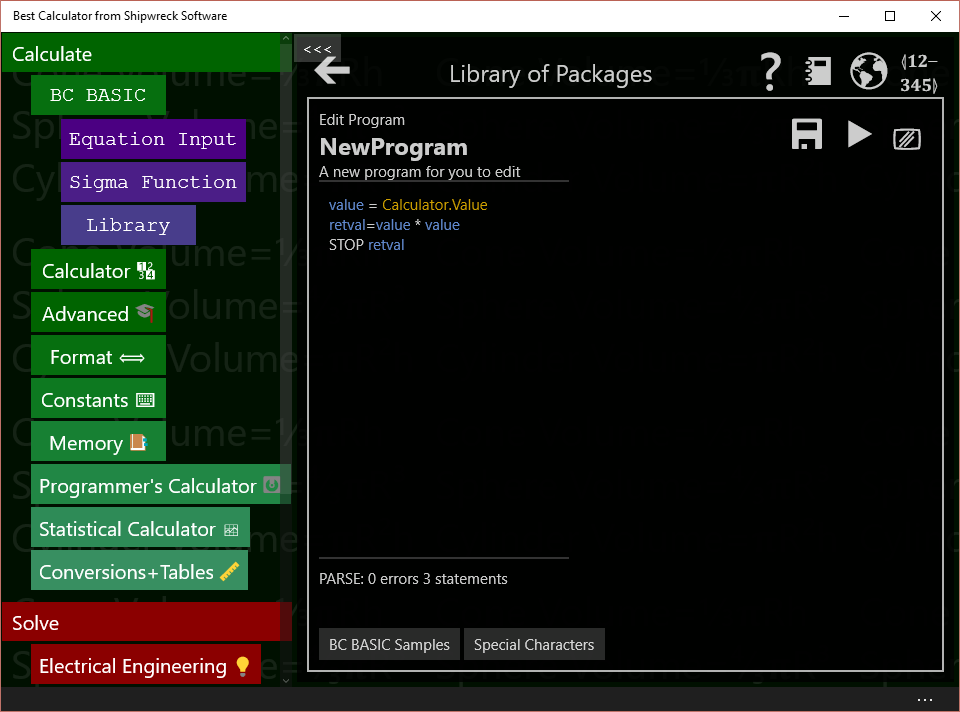 Best Calculator from Shipwreck Software
Calculate
BC BASIC
Equation Input
Sigma Function
Library
Calculator
Advanced
Format
Constants
Memory
Programmer's Calculator
Statistical Calculator
Conversions+Tables
Solve
Electrical Engineering
<<<
Library of Packages
?
(12–
345)
Edit Program
NewProgram
A new program for you to edit
value = Calculator.Value
retval=value * value
STOP retval
PARSE: 0 errors 3 statements
BC BASIC Samples
Special Characters
...